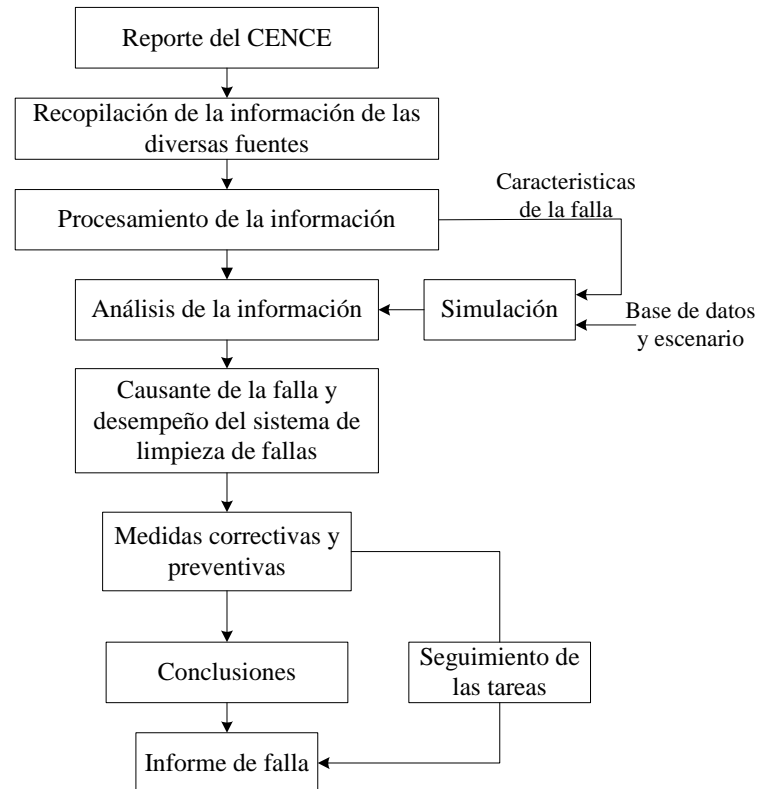 Reporte del CENCE
Recopilación de la información de las
diversas fuentes
Caracteristicas
de la falla
Procesamiento de la información
Análisis de la información
Simulación
Base de datos
y escenario
Causante de la falla y
desempeño del sistema de
limpieza de fallas
Medidas correctivas y
preventivas
Conclusiones
Seguimiento de
las tareas
Informe de falla